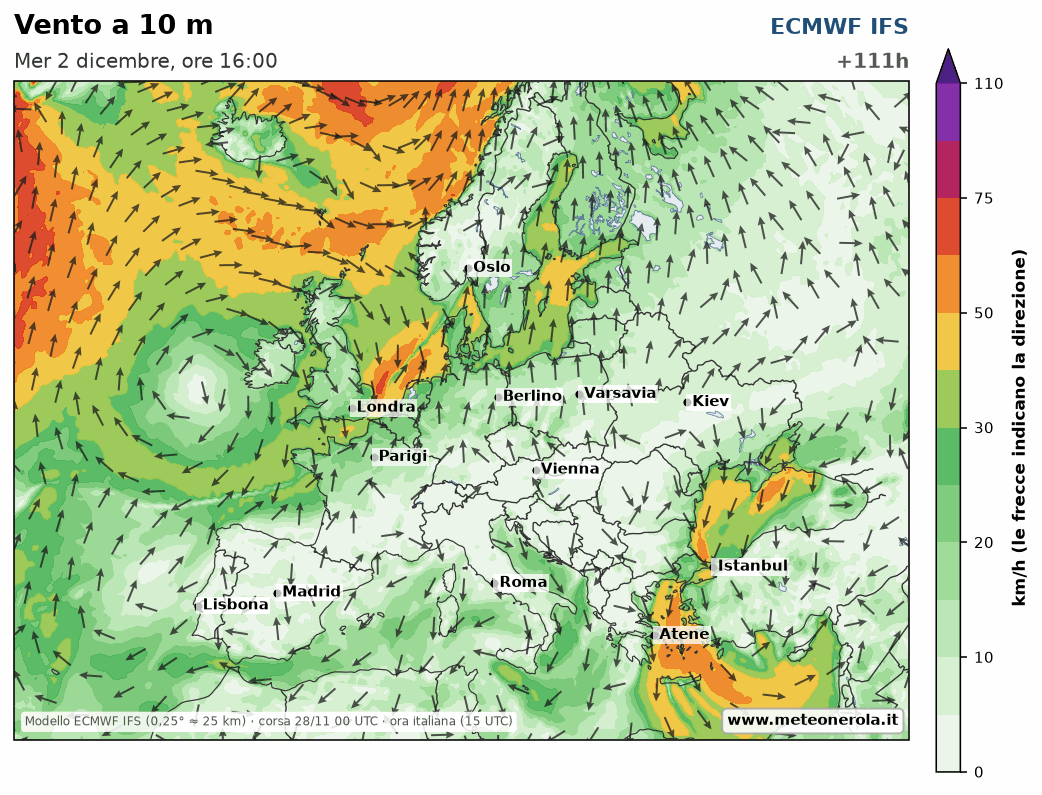 Vento a 10 m
ECMWF IFS
Mer 2 dicembre, ore 16:00
+111h
110
75
50
30
20
10
0
km/h (le frecce indicano la direzione)
Oslo
Londra
Berlino
Varsavia
Kiev
Parigi
Vienna
Istanbul
Roma
Madrid
Lisbona
Atene
Modello ECMWF IFS (0,25° ≈ 25 km) · corsa 28/11 00 UTC · ora italiana (15 UTC)
www.meteonerola.it